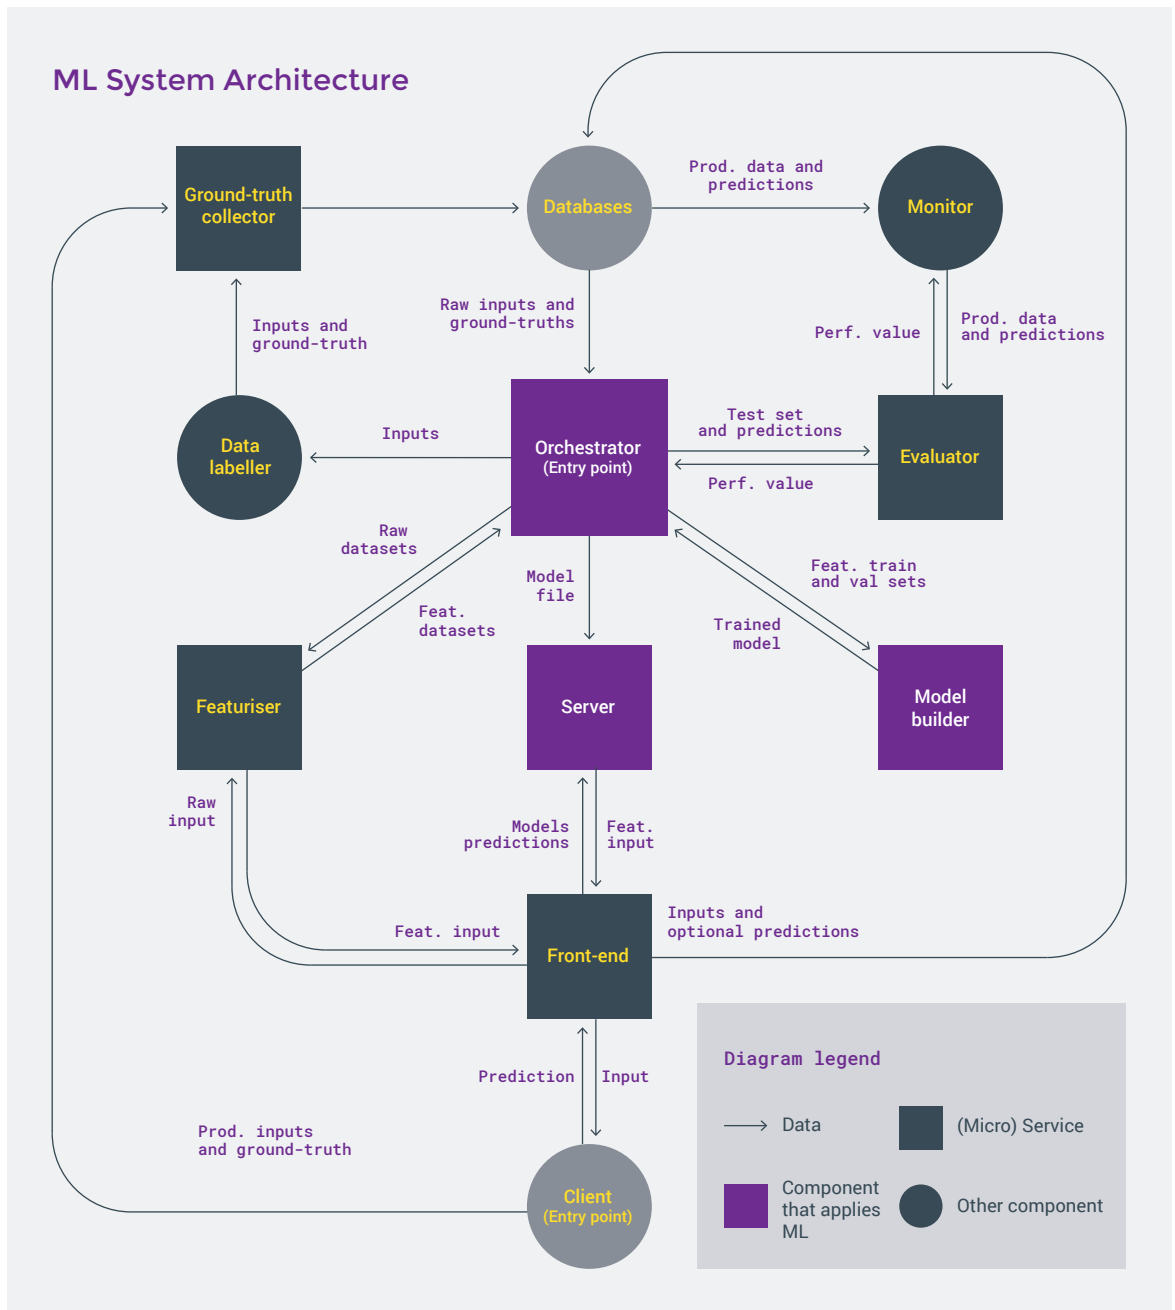 ML System Architecture
Ground-truth
collector
Databases
Prod. data and
predictions
Monitor
Inputs and
ground-truth
Raw inputs and
ground-truths
Perf. value
Prod. data
and predictions
Data
labeller
Inputs
Orchestrator
(Entry point)
Test set
and predictions
Perf. value
Evaluator
Raw
datasets
Feat.
datasets
Model
file
Feat. train
and val sets
Trained
model
Featuriser
Server
Model
builder
Raw
input
Models
predictions
Feat.
input
Feat. input
Front-end
Inputs and
optional predictions
Prediction
Input
Prod. inputs
and ground-truth
Client
(Entry point)
Diagram legend
Data
(Micro) Service
Component
that applies
ML
Other component